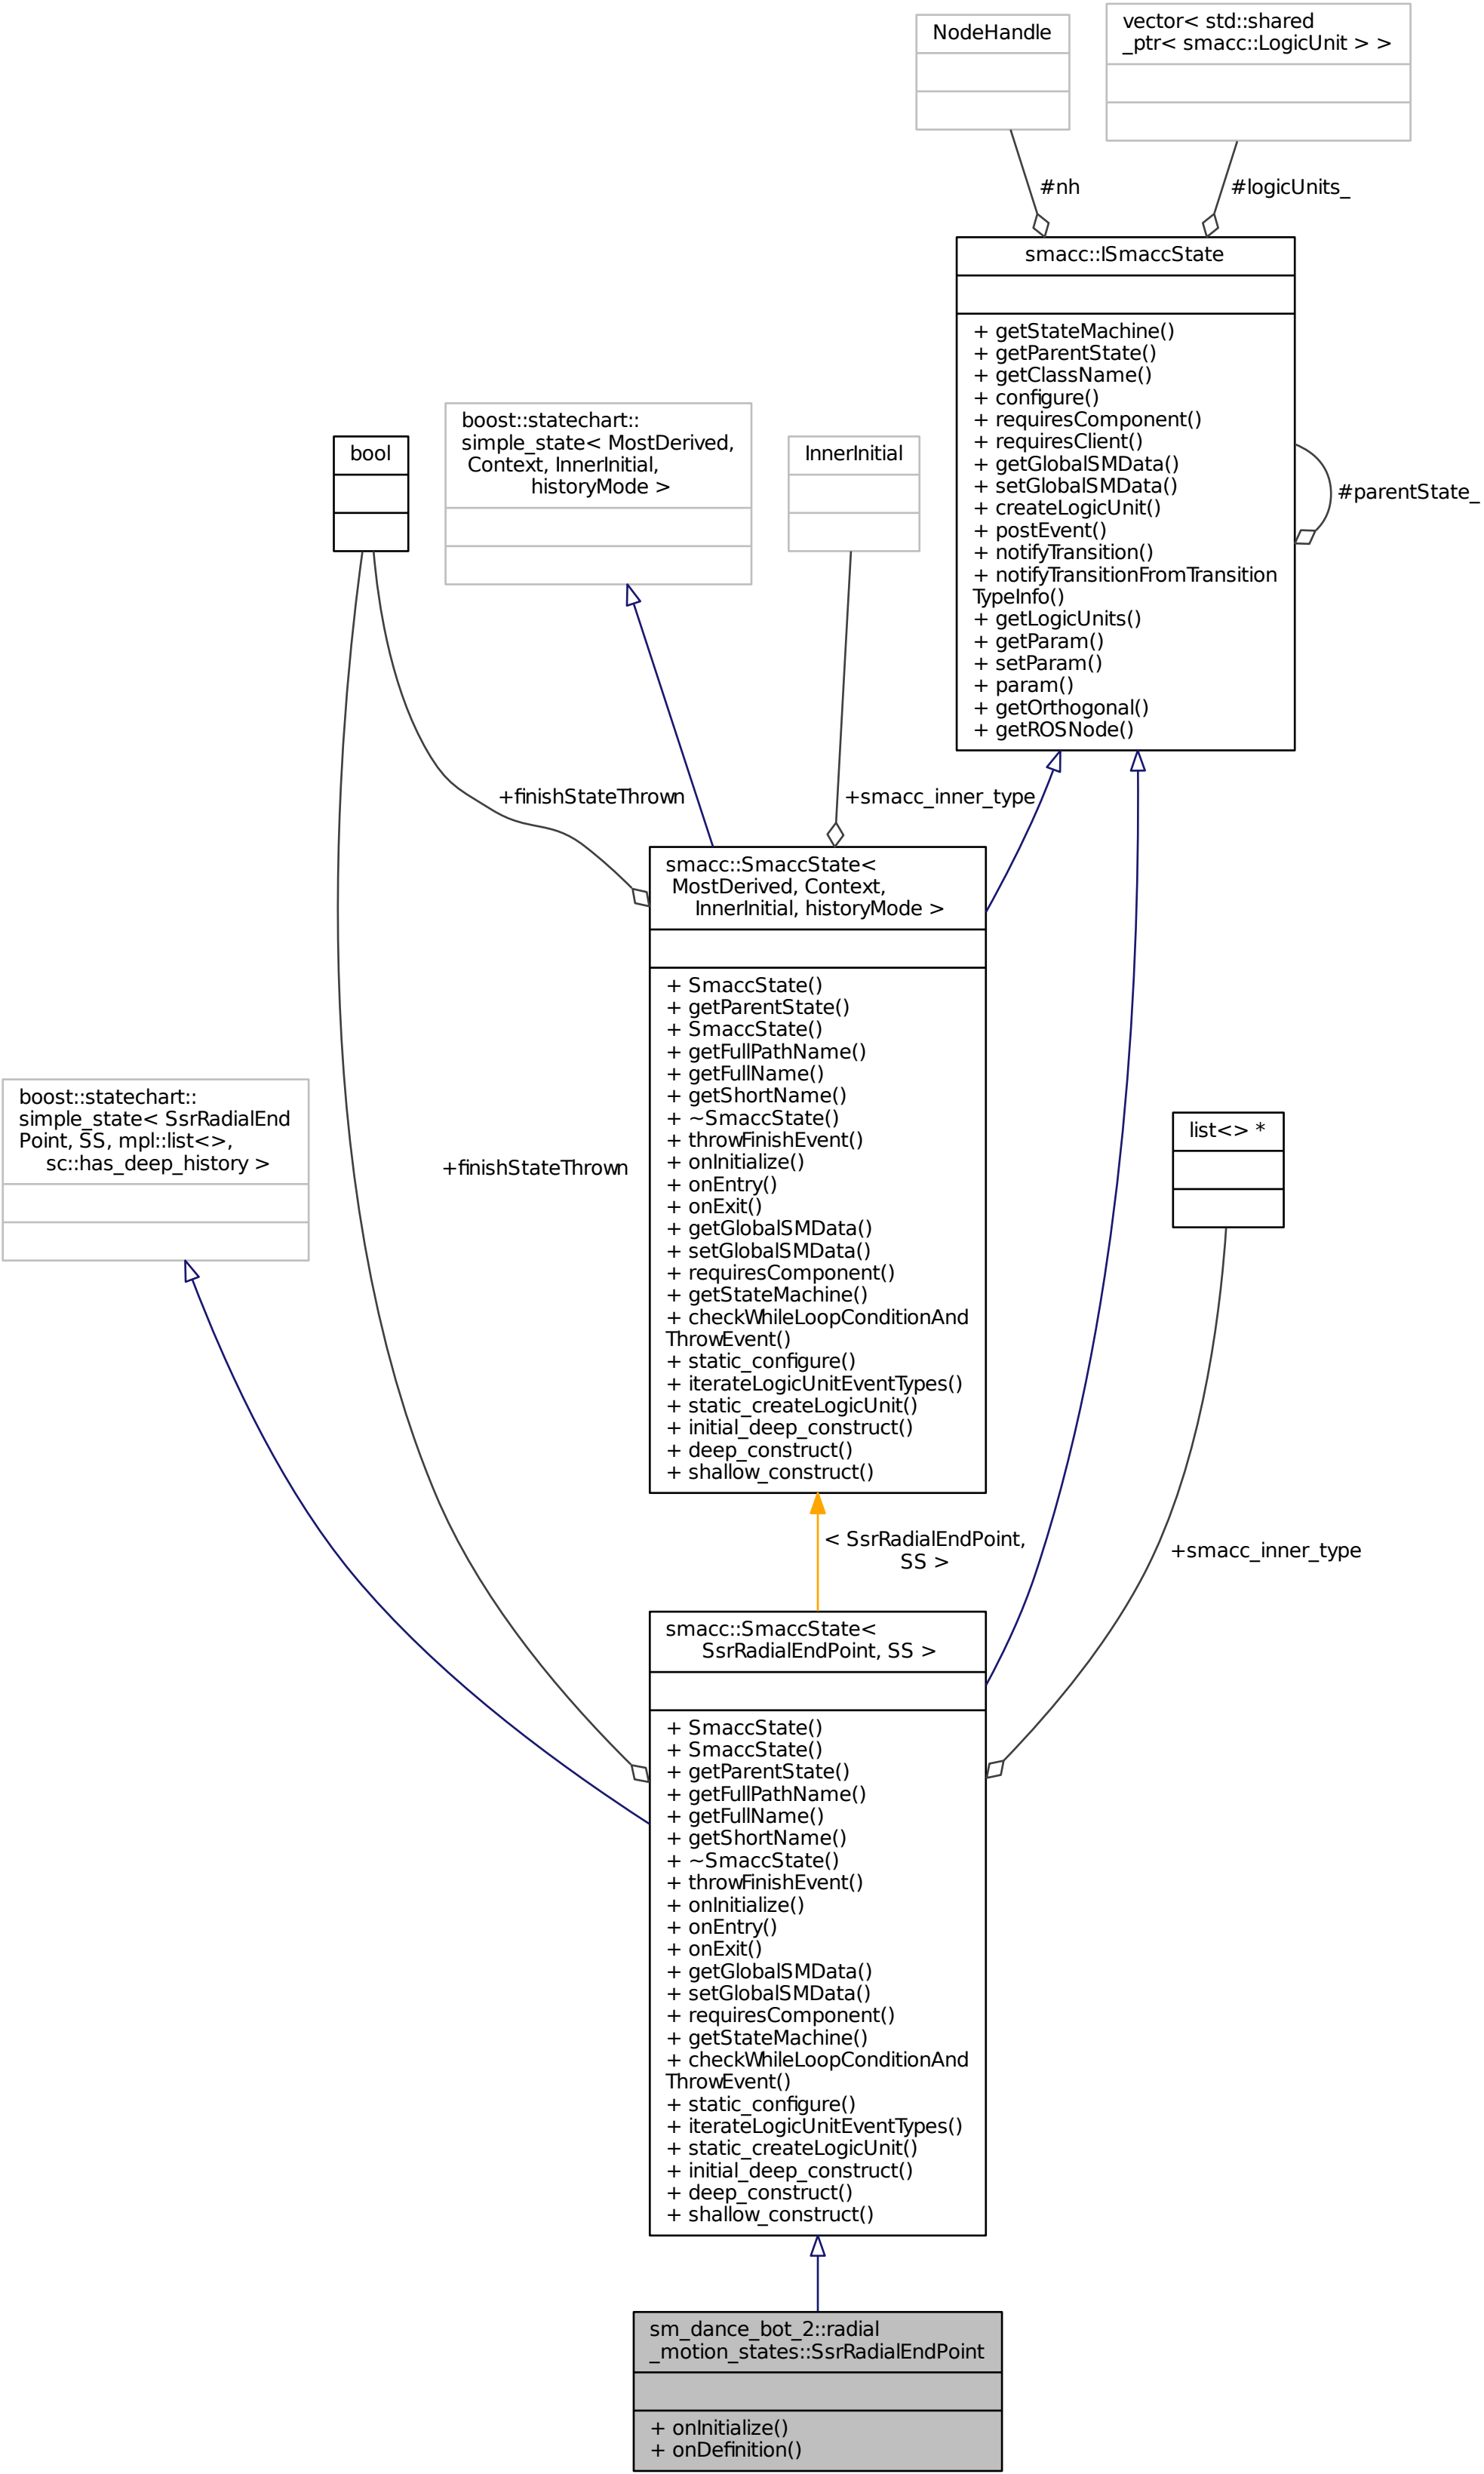 NodeHandle
vector< std::shared
_ptr< smacc::LogicUnit > >
#nh
#logicUnits_
smacc::ISmaccState
+ getStateMachine()
+ getParentState()
+ getClassName()
+ configure()
+ requiresComponent()
+ requiresClient()
+ getGlobalSMData()
+ setGlobalSMData()
+ createLogicUnit()
+ postEvent()
+ notifyTransition()
+ notifyTransitionFromTransition
TypeInfo()
+ getLogicUnits()
+ getParam()
+ setParam()
+ param()
+ getOrthogonal()
+ getROSNode()
#parentState_
bool
boost::statechart::
simple_state< MostDerived,
Context, InnerInitial,
historyMode >
InnerInitial
+finishStateThrown
+smacc_inner_type
smacc::SmaccState<
MostDerived, Context,
InnerInitial, historyMode >
+ SmaccState()
+ getParentState()
+ SmaccState()
+ getFullPathName()
+ getFullName()
+ getShortName()
+ ~SmaccState()
+ throwFinishEvent()
+ onInitialize()
+ onEntry()
+ onExit()
+ getGlobalSMData()
+ setGlobalSMData()
+ requiresComponent()
+ getStateMachine()
+ checkWhileLoopConditionAnd
ThrowEvent()
+ static_configure()
+ iterateLogicUnitEventTypes()
+ static_createLogicUnit()
+ initial_deep_construct()
+ deep_construct()
+ shallow_construct()
boost::statechart::
simple_state< SsrRadialEnd
Point, SS, mpl::list<>,
sc::has_deep_history >
+finishStateThrown
list<> *
< SsrRadialEndPoint,
SS >
+smacc_inner_type
smacc::SmaccState<
SsrRadialEndPoint, SS >
+ SmaccState()
+ SmaccState()
+ getParentState()
+ getFullPathName()
+ getFullName()
+ getShortName()
+ ~SmaccState()
+ throwFinishEvent()
+ onInitialize()
+ onEntry()
+ onExit()
+ getGlobalSMData()
+ setGlobalSMData()
+ requiresComponent()
+ getStateMachine()
+ checkWhileLoopConditionAnd
ThrowEvent()
+ static_configure()
+ iterateLogicUnitEventTypes()
+ static_createLogicUnit()
+ initial_deep_construct()
+ deep_construct()
+ shallow_construct()
sm_dance_bot_2::radial
_motion_states::SsrRadialEndPoint
+ onInitialize()
+ onDefinition()